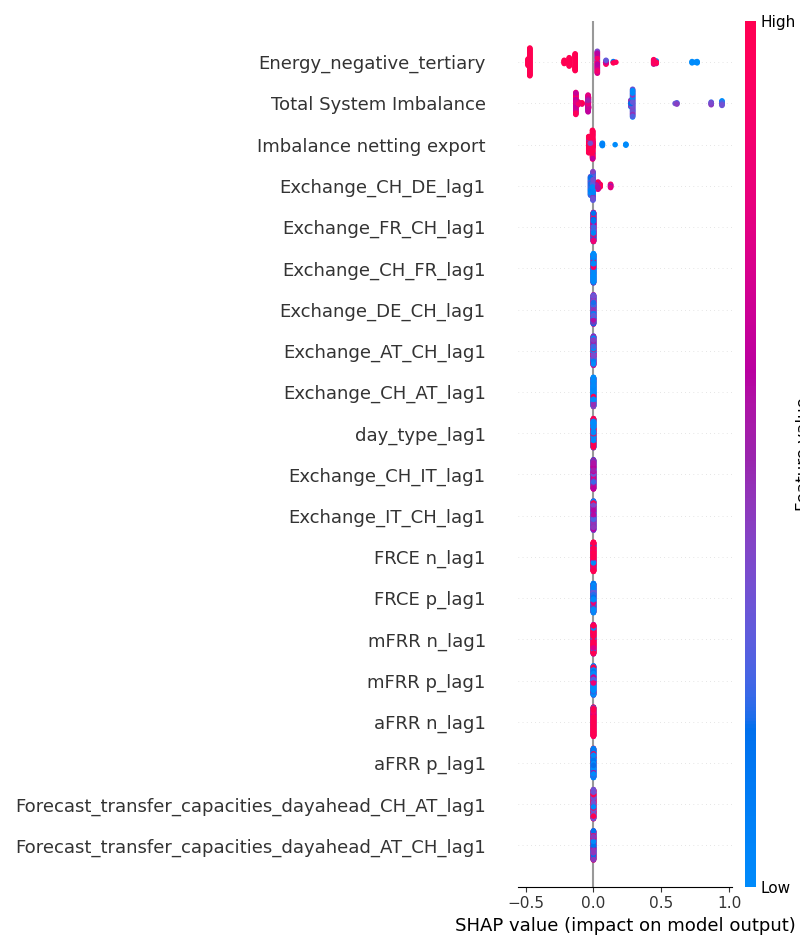 High
Energy_negative_tertiary
Total System Imbalance
Imbalance netting export
Exchange_CH_DE_lag1
Exchange_FR_CH_lag1
Exchange_CH_FR_lag1
Exchange_DE_CH_lag1
Exchange_AT_CH_lag1
Exchange_CH_AT_lag1
day_type_lag1
Exchange_CH_IT_lag1
Exchange_IT_CH_lag1
FRCE n_lag1
FRCE p_lag1
mFRR n_lag1
mFRR p_lag1
aFRR n_lag1
aFRR p_lag1
Forecast_transfer_capacities_dayahead_CH_AT_lag1
Forecast_transfer_capacities_dayahead_AT_CH_lag1
Low
−0.5 0.0 0.5 1.0
SHAP value (impact on model output)